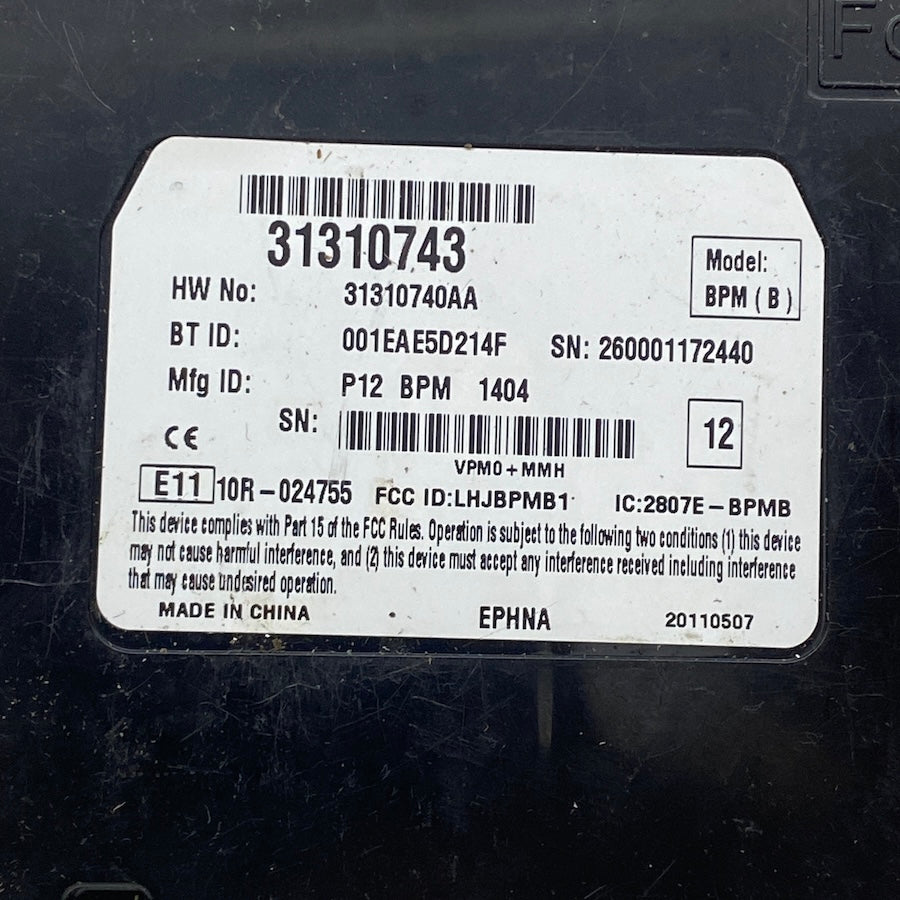 31310743
Model:
BPM (B)
HW No: 31310740AA
BT ID: 001EAE5D214F SN: 260001172440
Mfg ID: P12 BPM 1404
SN:
12
VPM0+MMH
CE
E11 10R-024755 FCC ID:LHJBPMB1 IC:2807E-BPMB
This device complies with Part 15 of the FCC Rules. Operation is subject to the following two conditions (1) this device
may not cause harmful interference, and (2) this device must accept any interference received including interference
that may cause undesired operation.
MADE IN CHINA EPHNA 20110507